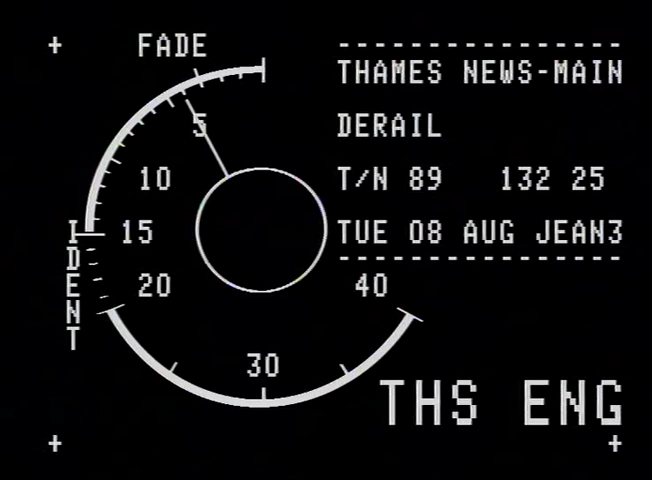 FADE
THAMES NEWS-MAIN
DERAIL
5
T/N 89 132 25
10
TUE 08 AUG JEAN3
15
IDENT
20
40
30
THS ENG